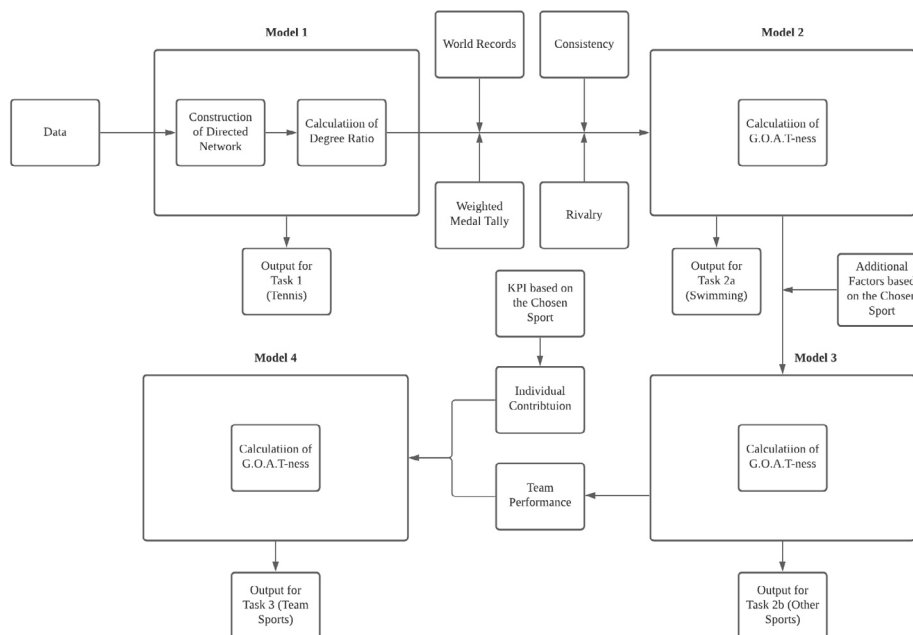 Model 1
World Records
Consistency
Model 2
Data
Construction
of Directed
Network
Calculatiion of
Degree Ratio
Calculatiion of
G.O.A.T-ness
Weighted
Medal Tally
Rivalry
Output for
Task 1
(Tennis)
KPI based on
the Chosen
Sport
Output for
Task 2a
(Swimming)
Additional
Factors based
on the Chosen
Sport
Model 4
Model 3
Individual
Contribtuion
Calculatiion of
G.O.A.T-ness
Calculatiion of
G.O.A.T-ness
Team
Performance
Output for
Task 3 (Team
Sports)
Output for
Task 2b (Other
Sports)